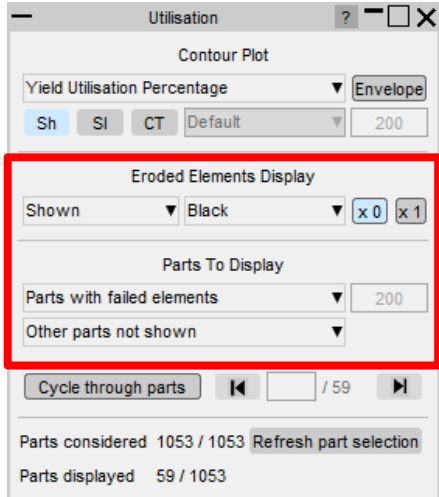 Utilisation ?
Contour Plot
Yield Utilisation Percentage Envelope
Sh SI CT Default 200
Eroded Elements Display
Shown Black x 0 x 1
Parts To Display
Parts with failed elements 200
Other parts not shown
Cycle through parts / 59
Parts considered 1053 / 1053 Refresh part selection
Parts displayed 59 / 1053